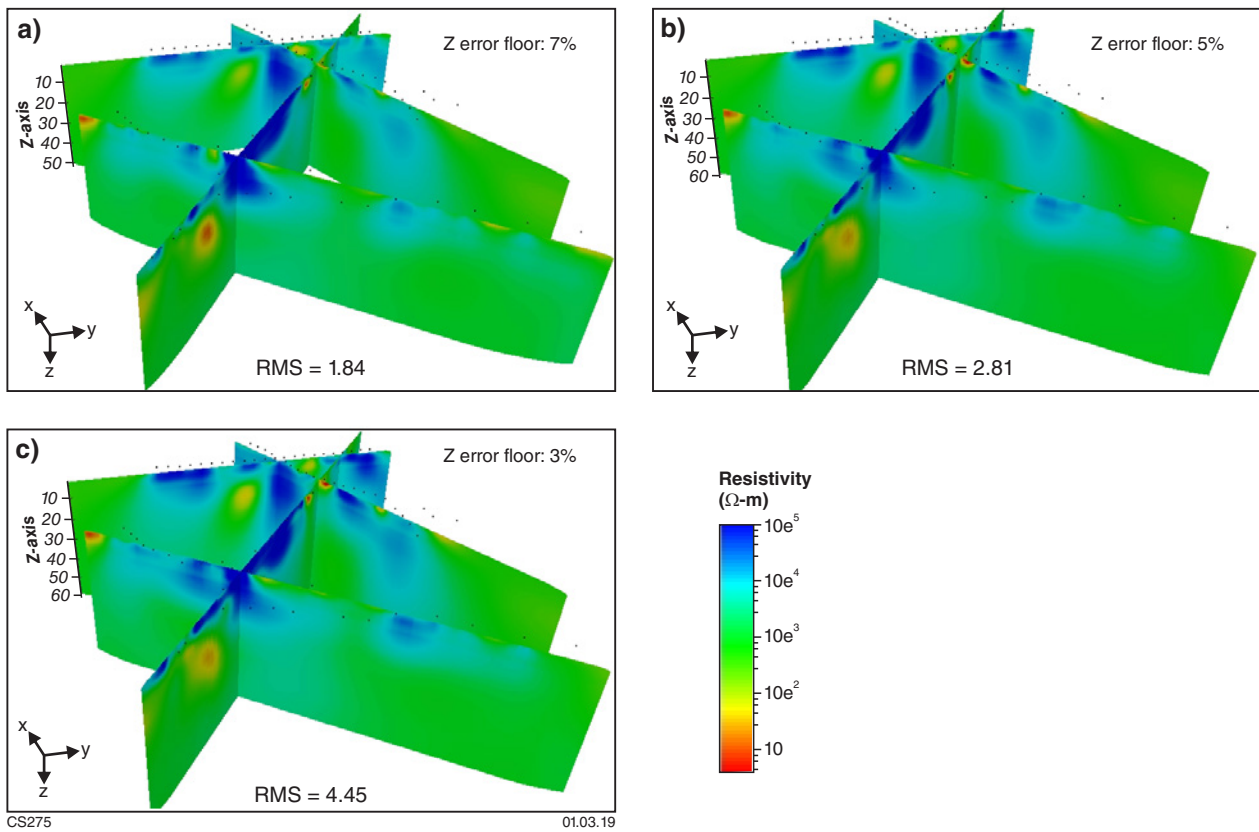 a)
Z error floor: 7%
Z-axis
10
20
30
40
50
x
y
z
RMS = 1.84
b)
Z error floor: 5%
Z-axis
10
20
30
40
50
60
x
y
z
RMS = 2.81
c)
Z error floor: 3%
Z-axis
10
20
30
40
50
60
x
y
z
RMS = 4.45
Resistivity
(Ω-m)
10e⁵
10e⁴
10e³
10e²
10
CS275
01.03.19